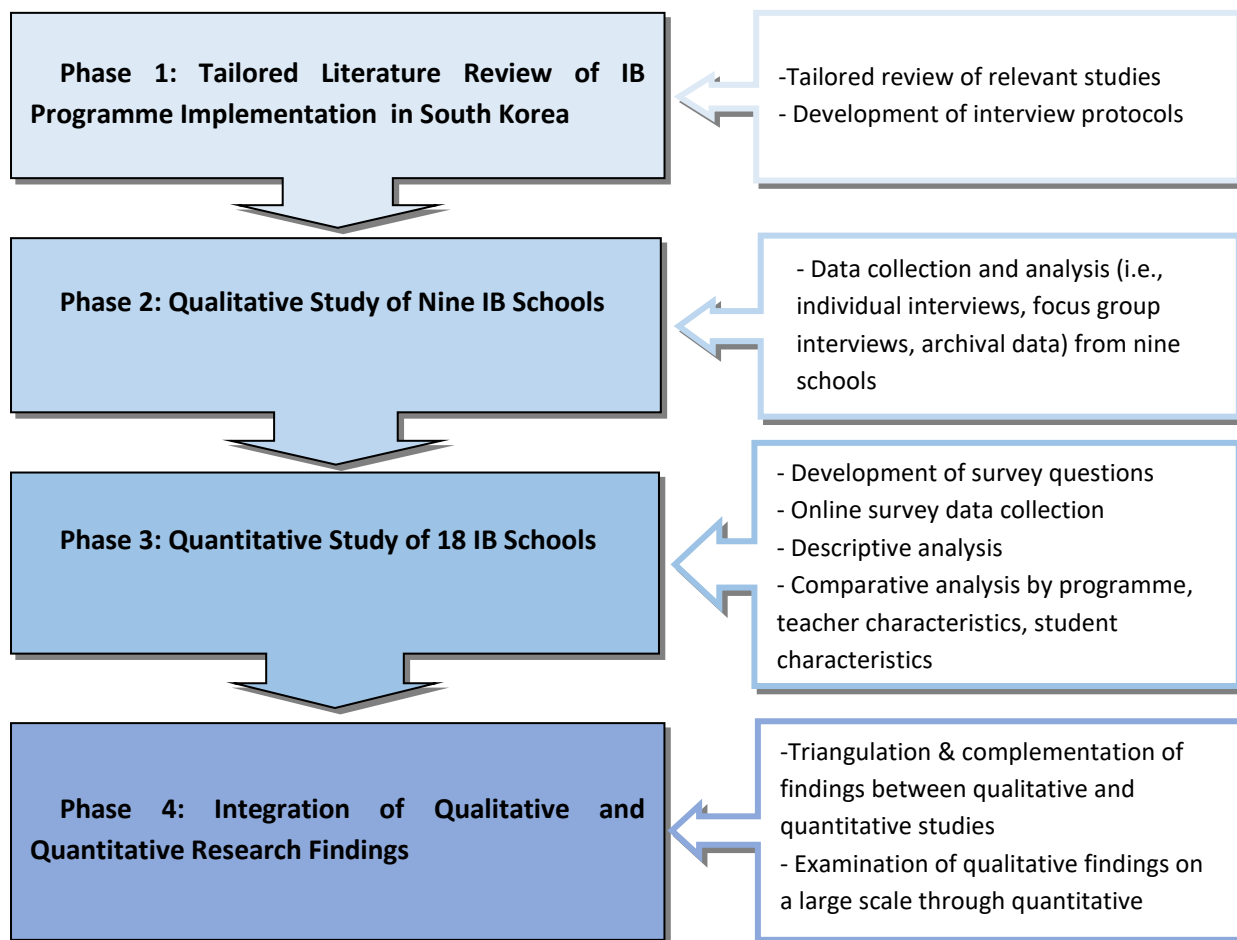 Phase 1: Tailored Literature Review of IB
Programme Implementation in South Korea
-Tailored review of relevant studies
- Development of interview protocols
Phase 2: Qualitative Study of Nine IB Schools
- Data collection and analysis (i.e.,
individual interviews, focus group
interviews, archival data) from nine
schools
Phase 3: Quantitative Study of 18 IB Schools
- Development of survey questions
- Online survey data collection
- Descriptive analysis
- Comparative analysis by programme,
teacher characteristics, student
characteristics
Phase 4: Integration of Qualitative and
Quantitative Research Findings
-Triangulation & complementation of
findings between qualitative and
quantitative studies
- Examination of qualitative findings on
a large scale through quantitative